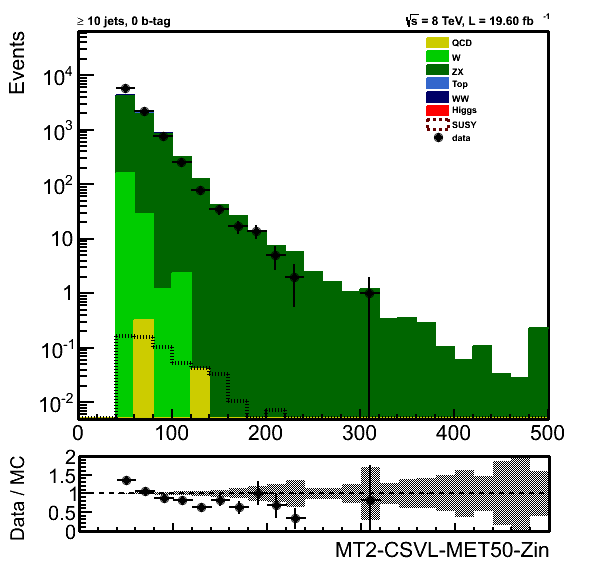 ≥ 10 jets, 0 b-tag
√s = 8 TeV, L = 19.60 fb⁻¹
Events
QCD
W
ZX
Top
WW
Higgs
SUSY
data
10⁴
10³
10²
10
1
10⁻¹
10⁻²
0 100 200 300 400 500
Data / MC
2
1.5
1
0.5
0
MT2-CSVL-MET50-Zin